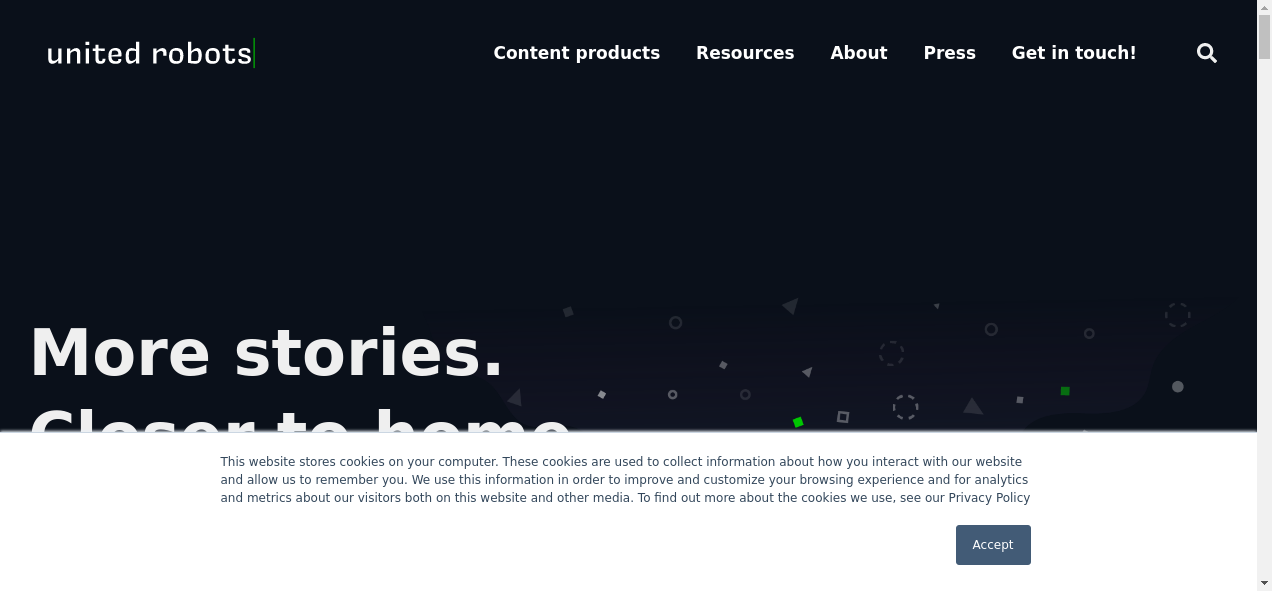 united robots
Content products
Resources
About
Press
Get in touch!
More stories.
Closer to home
This website stores cookies on your computer. These cookies are used to collect information about how you interact with our website
and allow us to remember you. We use this information in order to improve and customize your browsing experience and for analytics
and metrics about our visitors both on this website and other media. To find out more about the cookies we use, see our Privacy Policy
Accept